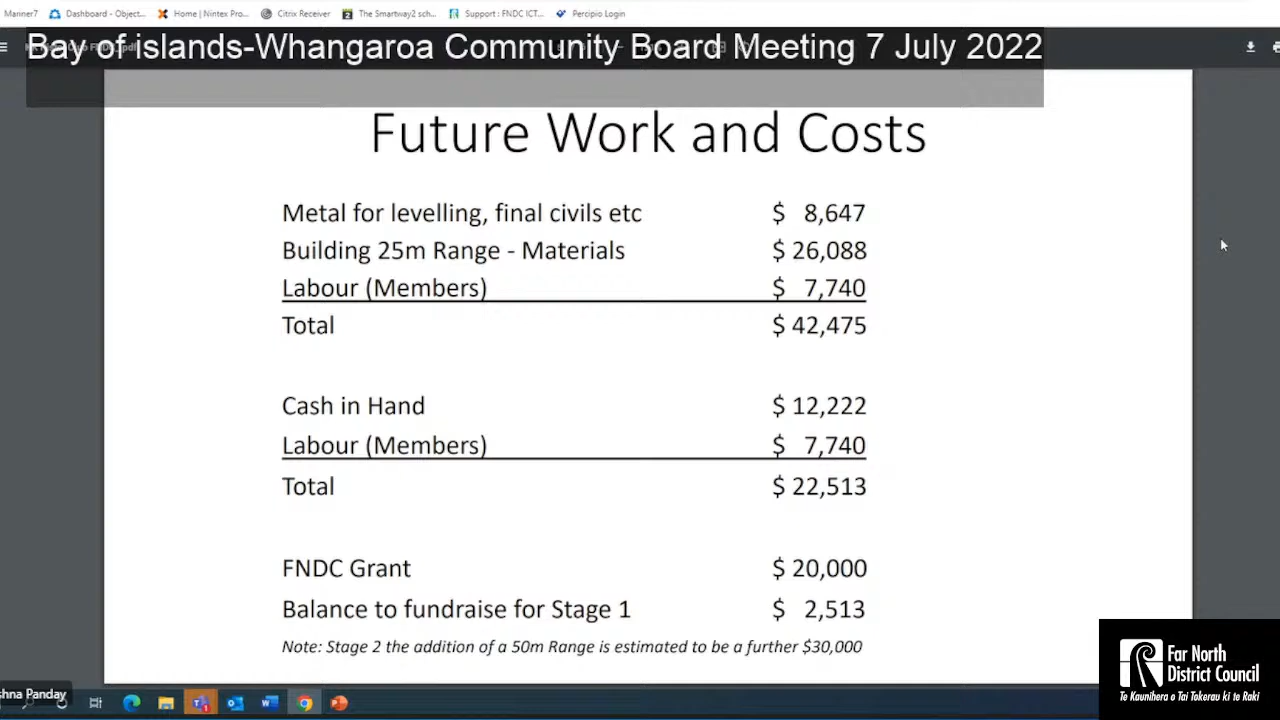 Mariner7 Dashboard - Object... Home | Nintex Pro... Citrix Receiver The Smartway2 sch... Support : FNDC ICT... Percipio Login
Bay of islands-Whangaroa Community Board Meeting 7 July 2022
Future Work and Costs
Metal for levelling, final civils etc $ 8,647
Building 25m Range - Materials $ 26,088
Labour (Members) $ 7,740
Total $ 42,475
Cash in Hand $ 12,222
Labour (Members) $ 7,740
Total $ 22,513
FNDC Grant $ 20,000
Balance to fundraise for Stage 1 $ 2,513
Note: Stage 2 the addition of a 50m Range is estimated to be a further $30,000
Far North
District Council
Te Kaunihera o Tai Tokerau ki te Raki
shna Panday